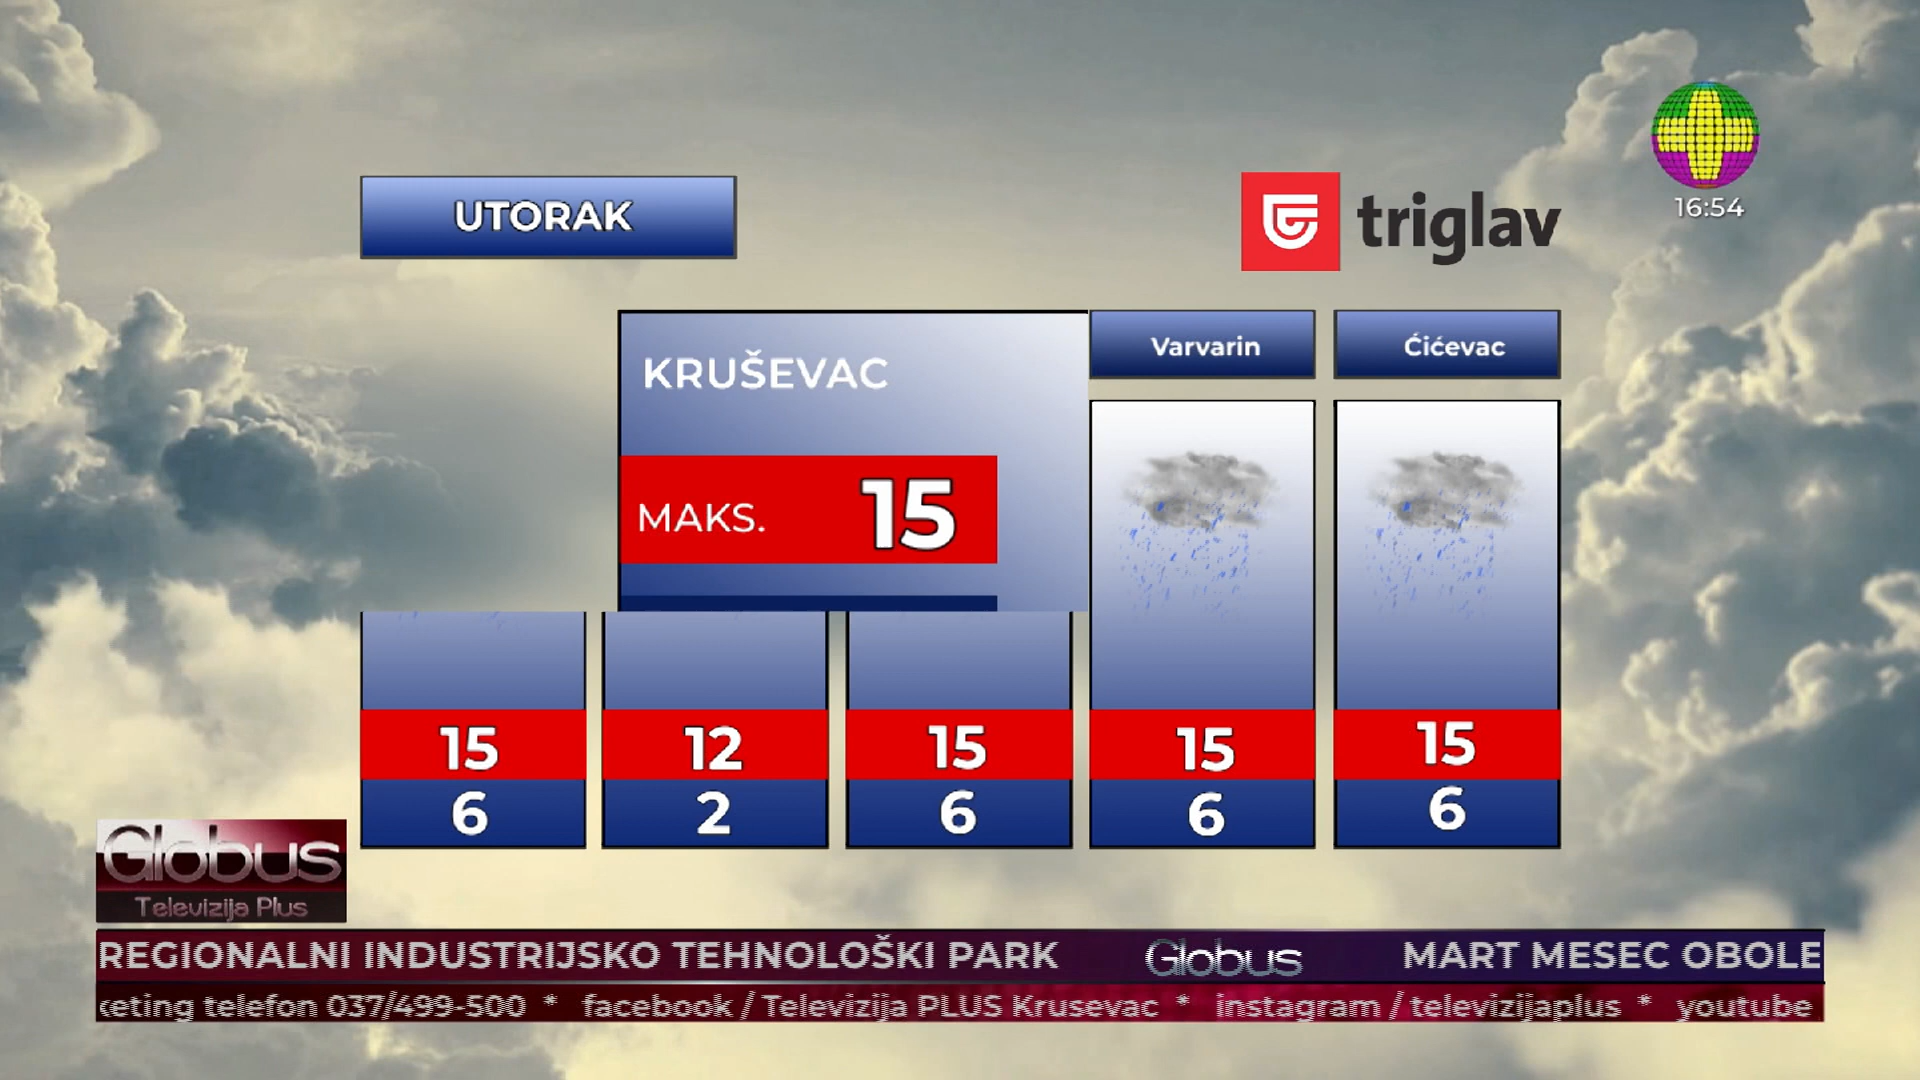 UTORAK
triglav
16:54
KRUŠEVAC
Varvarin
Ćićevac
MAKS. 15
15 12 15 15 15
6 2 6 6 6
Globus
Televizija Plus
REGIONALNI INDUSTRIJSKO TEHNOLOŠKI PARK Globus MART MESEC OBOLE
keting telefon 037/499-500 * facebook / Televizija PLUS Krusevac * instagram / televizijaplus * youtube